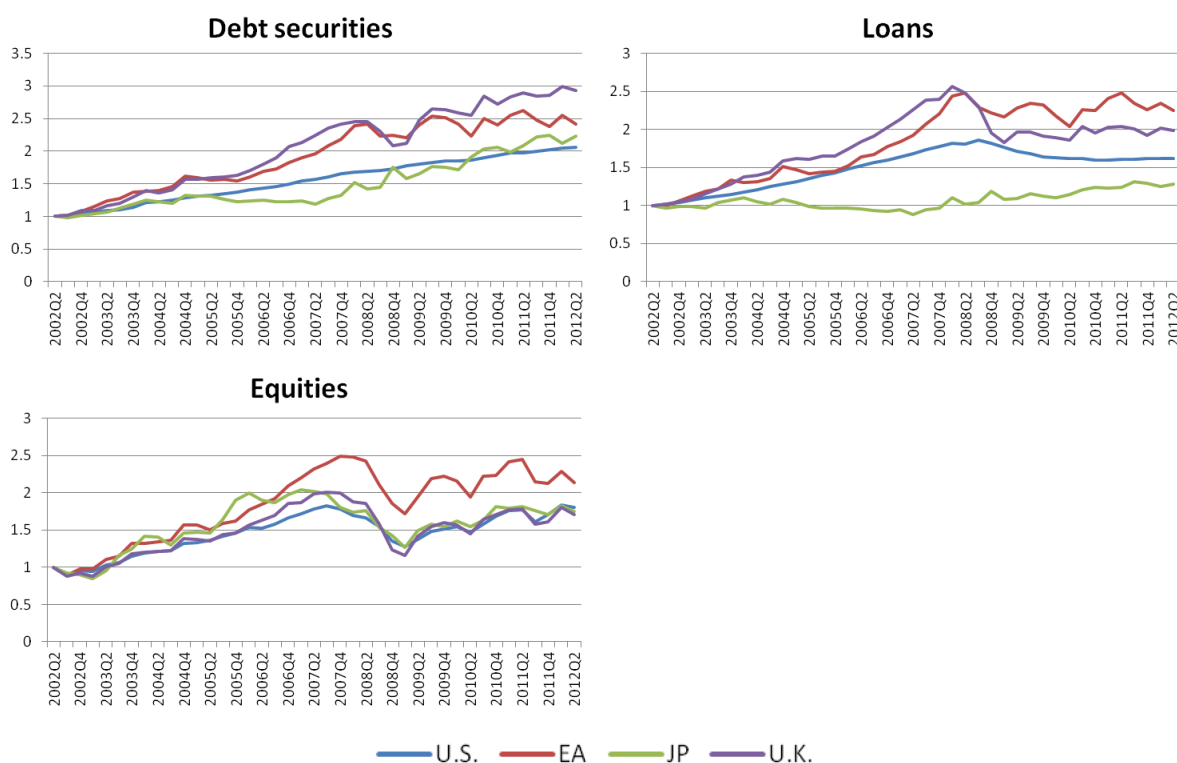 Debt securities
3.5
3
2.5
2
1.5
1
0.5
0
2002Q2
2002Q4
2003Q2
2003Q4
2004Q2
2004Q4
2005Q2
2005Q4
2006Q2
2006Q4
2007Q2
2007Q4
2008Q2
2008Q4
2009Q2
2009Q4
2010Q2
2010Q4
2011Q2
2011Q4
2012Q2
Loans
3
2.5
2
1.5
1
0.5
0
2002Q2
2002Q4
2003Q2
2003Q4
2004Q2
2004Q4
2005Q2
2005Q4
2006Q2
2006Q4
2007Q2
2007Q4
2008Q2
2008Q4
2009Q2
2009Q4
2010Q2
2010Q4
2011Q2
2011Q4
2012Q2
Equities
3
2.5
2
1.5
1
0.5
0
2002Q2
2002Q4
2003Q2
2003Q4
2004Q2
2004Q4
2005Q2
2005Q4
2006Q2
2006Q4
2007Q2
2007Q4
2008Q2
2008Q4
2009Q2
2009Q4
2010Q2
2010Q4
2011Q2
2011Q4
2012Q2
U.S. EA JP U.K.